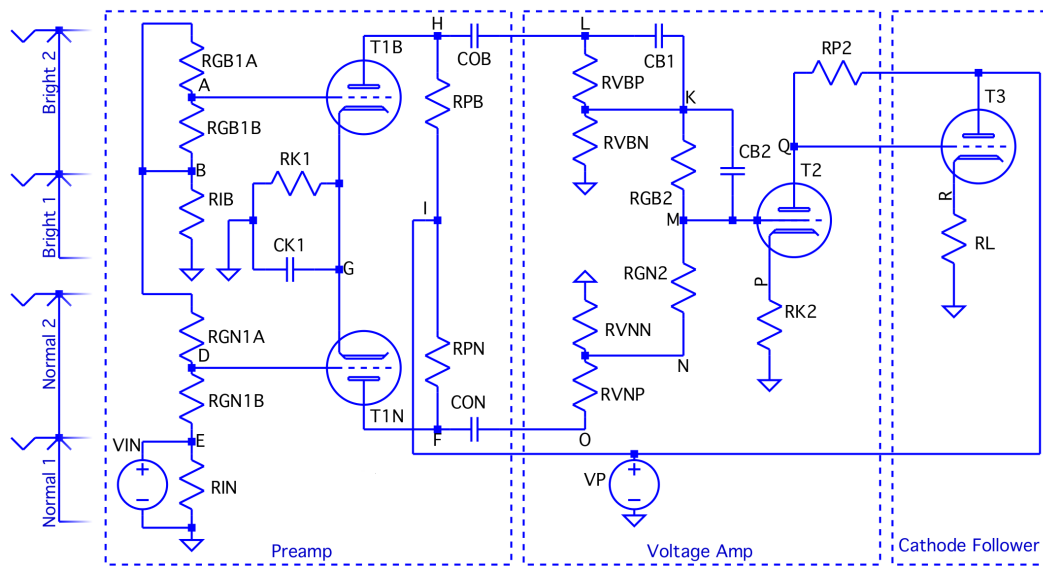 Bright 2
Bright 1
Normal 2
Normal 1
RGB1A
A
RGB1B
B
RIB
RGN1A
D
RGN1B
E
VIN
+
−
RIN
T1B
RK1
CK1
G
T1N
H
COB
RPB
I
RPN
CON
F
Preamp
L
CB1
RVBP
K
RVBN
CB2
RGB2
M
RGN2
RVNN
N
RVNP
O
VP
+
−
RP2
Q
T2
P
RK2
Voltage Amp
T3
R
RL
Cathode Follower